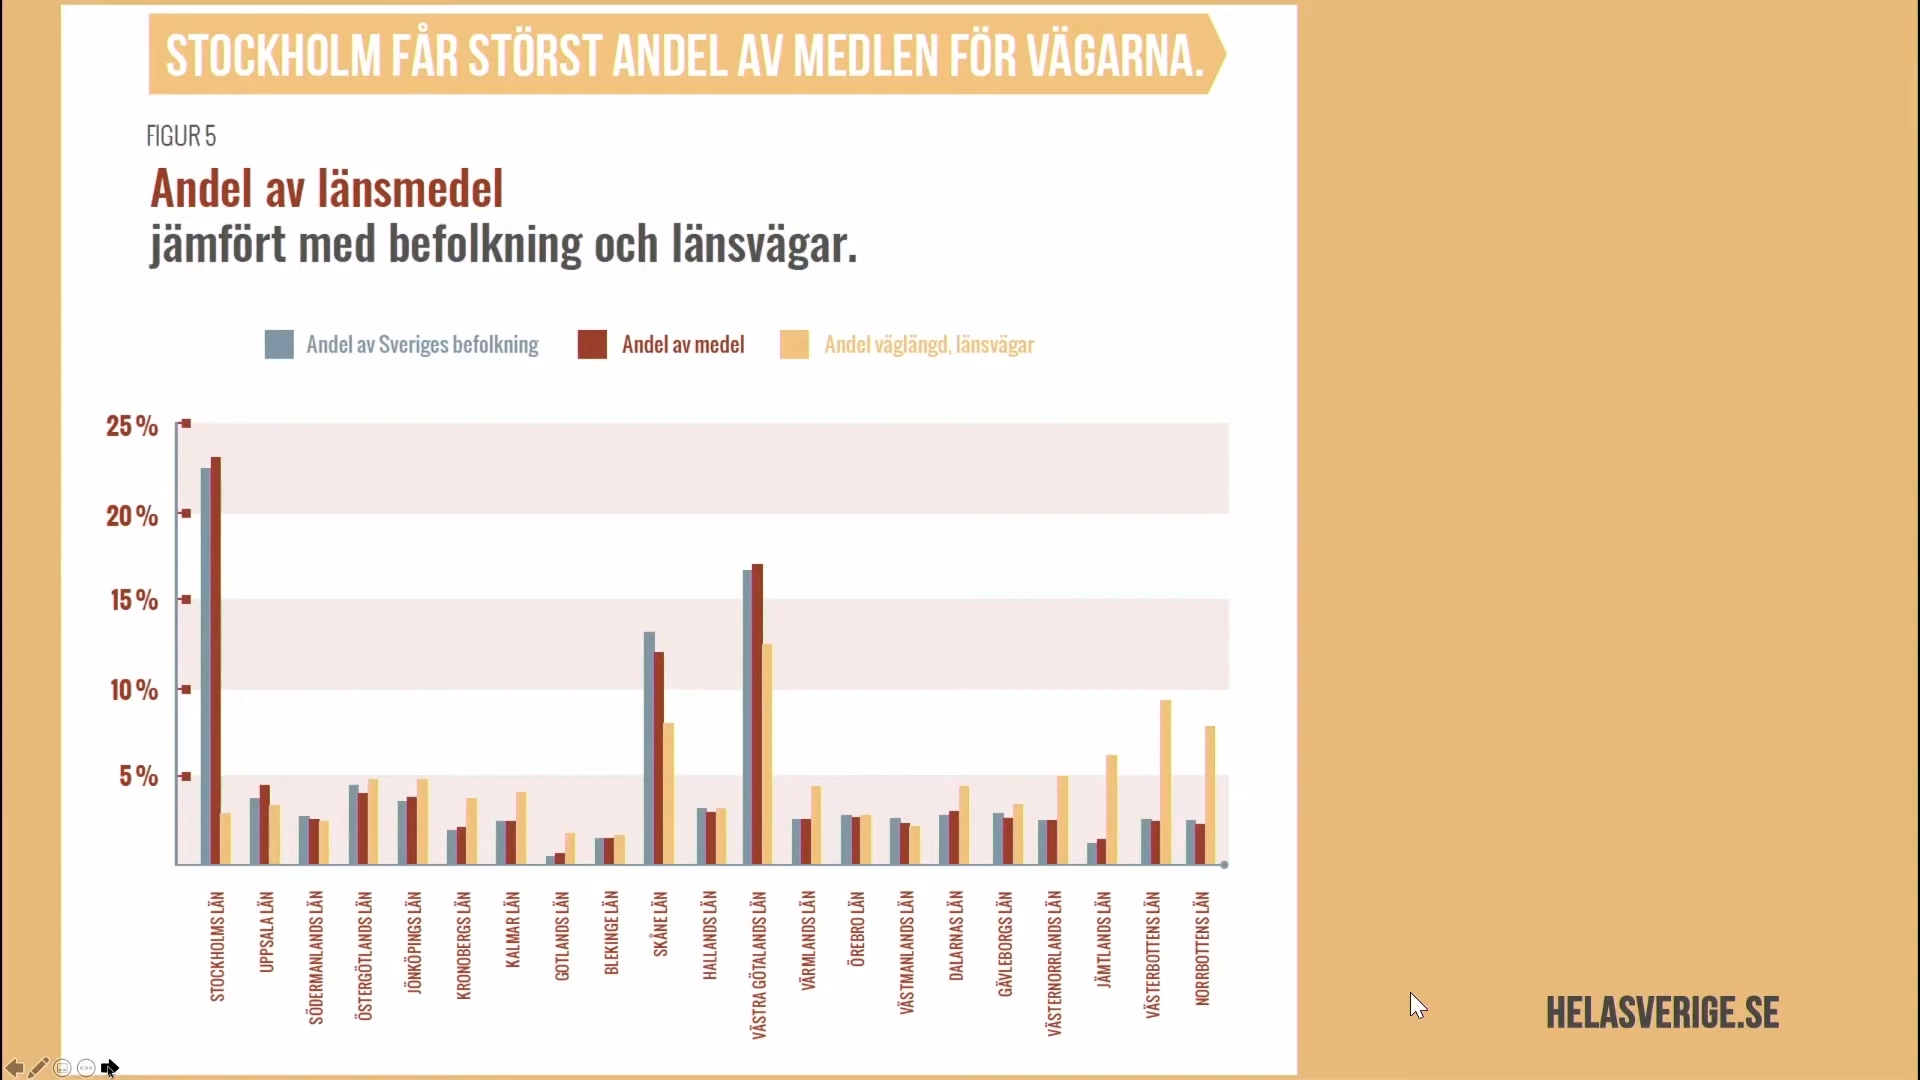 STOCKHOLM FÅR STÖRST ANDEL AV MEDLEN FÖR VÄGARNA.
FIGUR 5
Andel av länsmedel
jämfört med befolkning och länsvägar.
Andel av Sveriges befolkning
Andel av medel
Andel väglängd, länsvägar
25 %
20 %
15 %
10 %
5 %
STOCKHOLMS LÄN
UPPSALA LÄN
SÖDERMANLANDS LÄN
ÖSTERGÖTLANDS LÄN
JÖNKÖPINGS LÄN
KRONOBERGS LÄN
KALMAR LÄN
GOTLANDS LÄN
BLEKINGE LÄN
SKÅNE LÄN
HALLANDS LÄN
VÄSTRA GÖTALANDS LÄN
VÄRMLANDS LÄN
ÖREBRO LÄN
VÄSTMANLANDS LÄN
DALARNAS LÄN
GÄVLEBORGS LÄN
VÄSTERNORRLANDS LÄN
JÄMTLANDS LÄN
VÄSTERBOTTENS LÄN
NORRBOTTENS LÄN
HELASVERIGE.SE